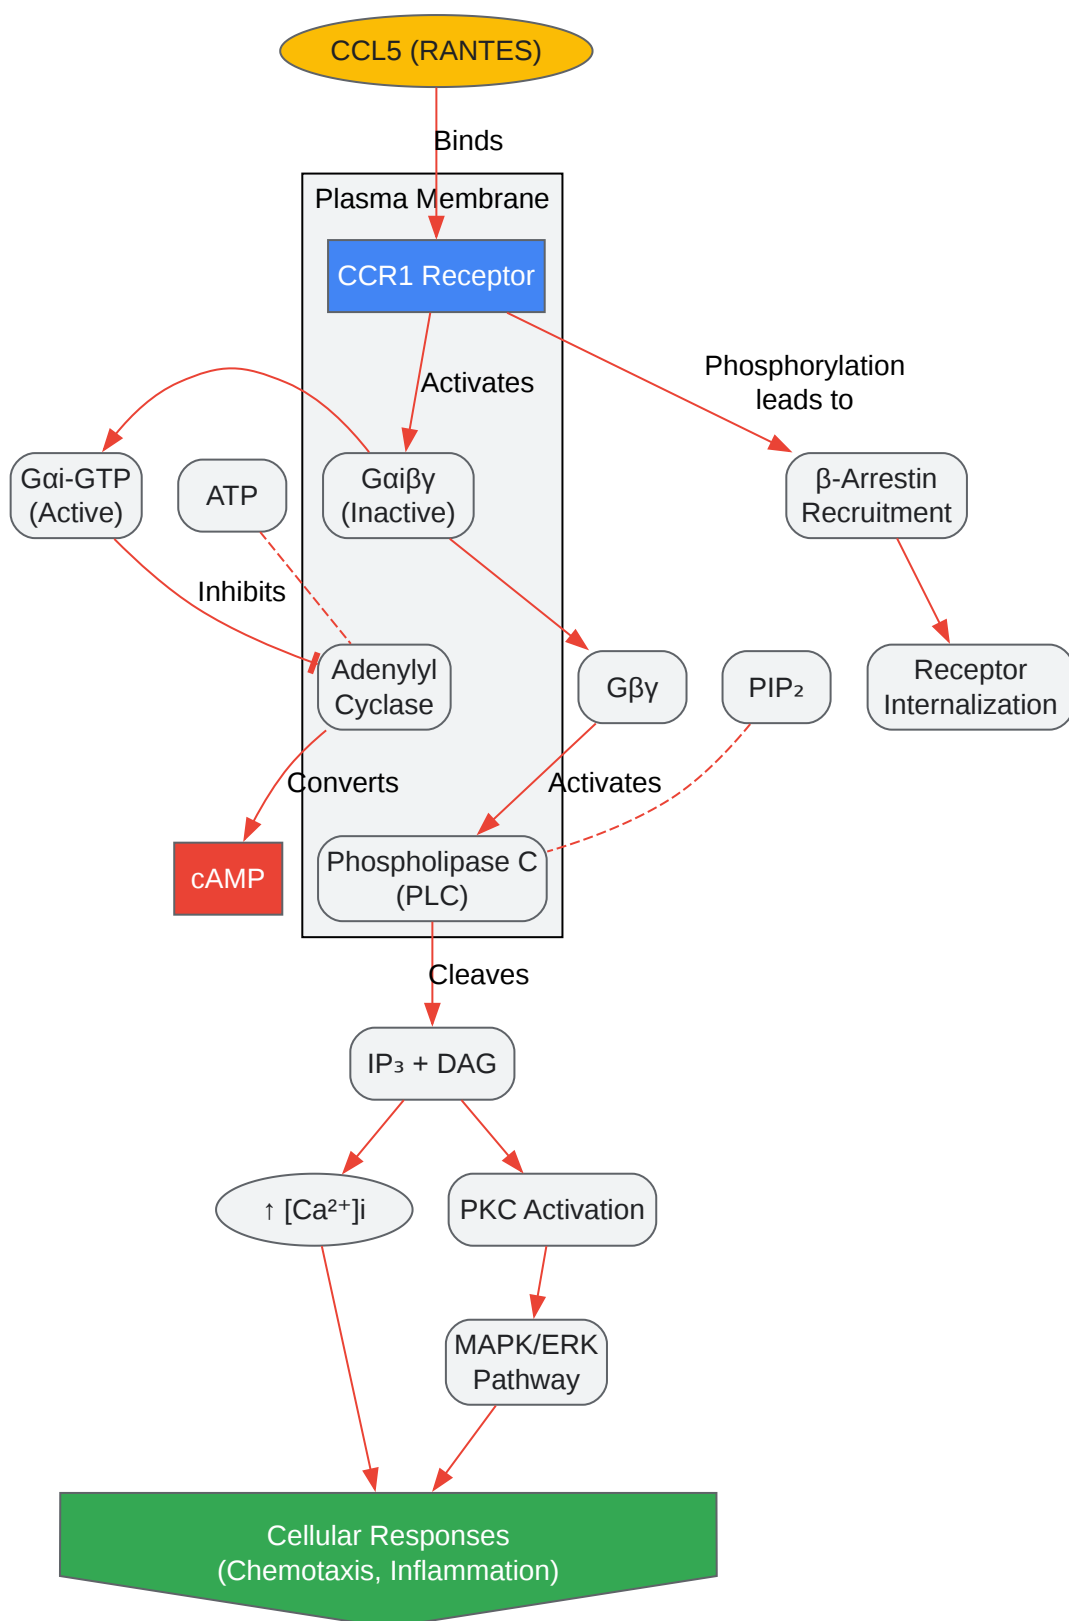 CCL5 (RANTES)
Binds
Plasma Membrane
CCR1 Receptor
Activates
Phosphorylation
leads to
Gαi-GTP
(Active)
ATP
Gαiβγ
(Inactive)
β-Arrestin
Recruitment
Inhibits
Adenylyl
Cyclase
Gβγ
PIP₂
Receptor
Internalization
Converts
Activates
cAMP
Phospholipase C
(PLC)
Cleaves
IP₃ + DAG
↑ [Ca²⁺]i
PKC Activation
MAPK/ERK
Pathway
Cellular Responses
(Chemotaxis, Inflammation)